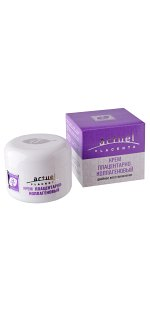 actuel
PLACENTA
КРЕМ
ПЛАЦЕНТАРНО
КОЛЛАГЕНОВЫЙ
actuel
PLACENTA
КРЕМ
ПЛАЦЕНТАРНО
КОЛЛАГЕНОВЫЙ